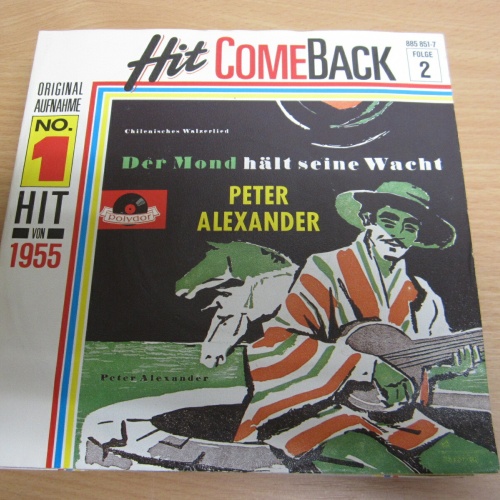 Hit COMEBACK
885 851-7
FOLGE
2
ORIGINAL
AUFNAHME
NO.
1
HIT
VON
1955
Chilenisches Walzerlied
Der Mond hält seine Wacht
PETER
ALEXANDER
Polydor
Peter Alexander